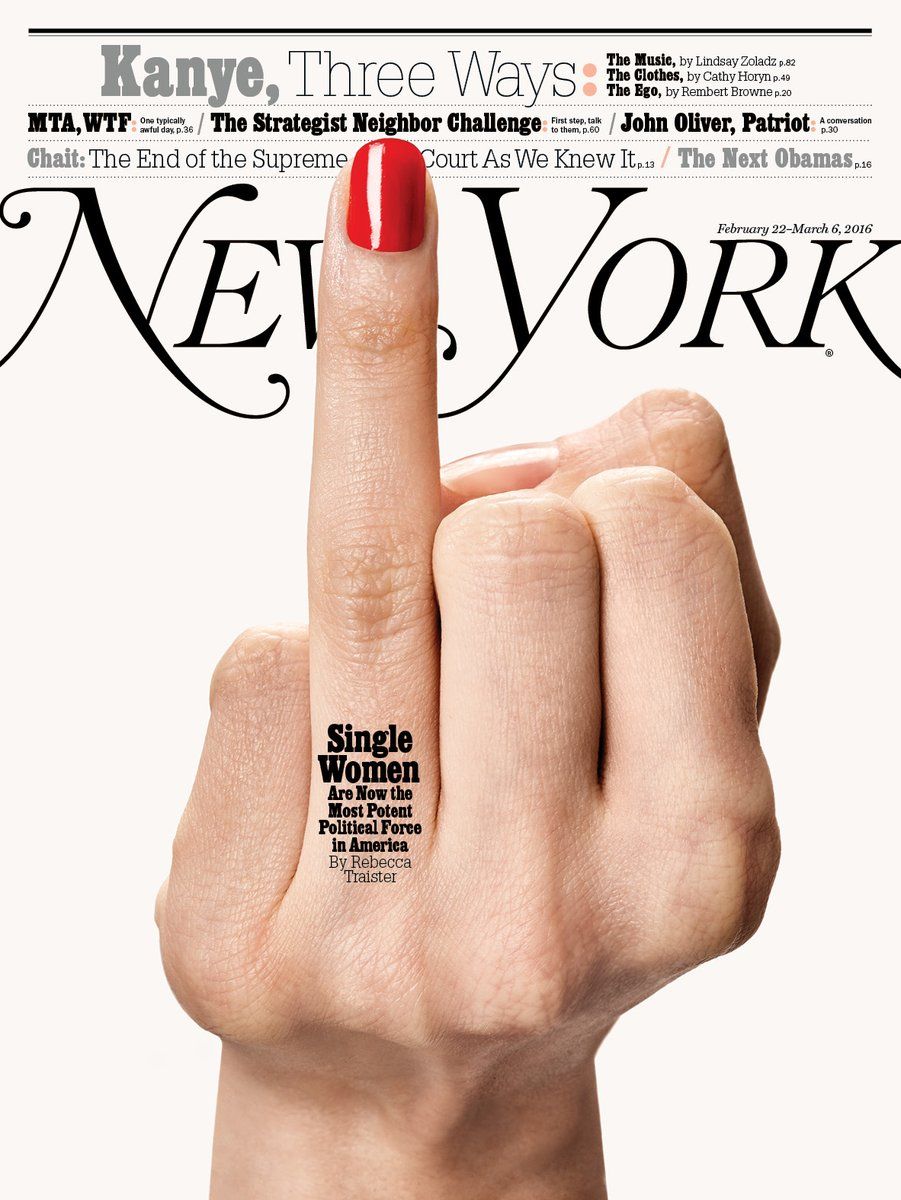 Kanye, Three Ways:
The Music, by Lindsay Zoladz p.82
The Clothes, by Cathy Horyn p.49
The Ego, by Rembert Browne p.20
MTA, WTF: One typically awful day, p.36 / The Strategist Neighbor Challenge: First step, talk to them, p.60 / John Oliver, Patriot: A conversation p.30
Chait: The End of the Supreme Court As We Knew It p.13 / The Next Obamas p.16
NEW YORK®
February 22–March 6, 2016
Single
Women
Are Now the
Most Potent
Political Force
in America
By Rebecca
Traister